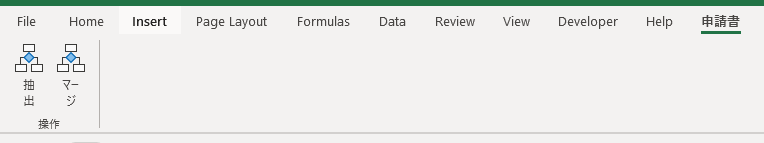 File Home Insert Page Layout Formulas Data Review View Developer Help 申請書
抽出 マージ
操作